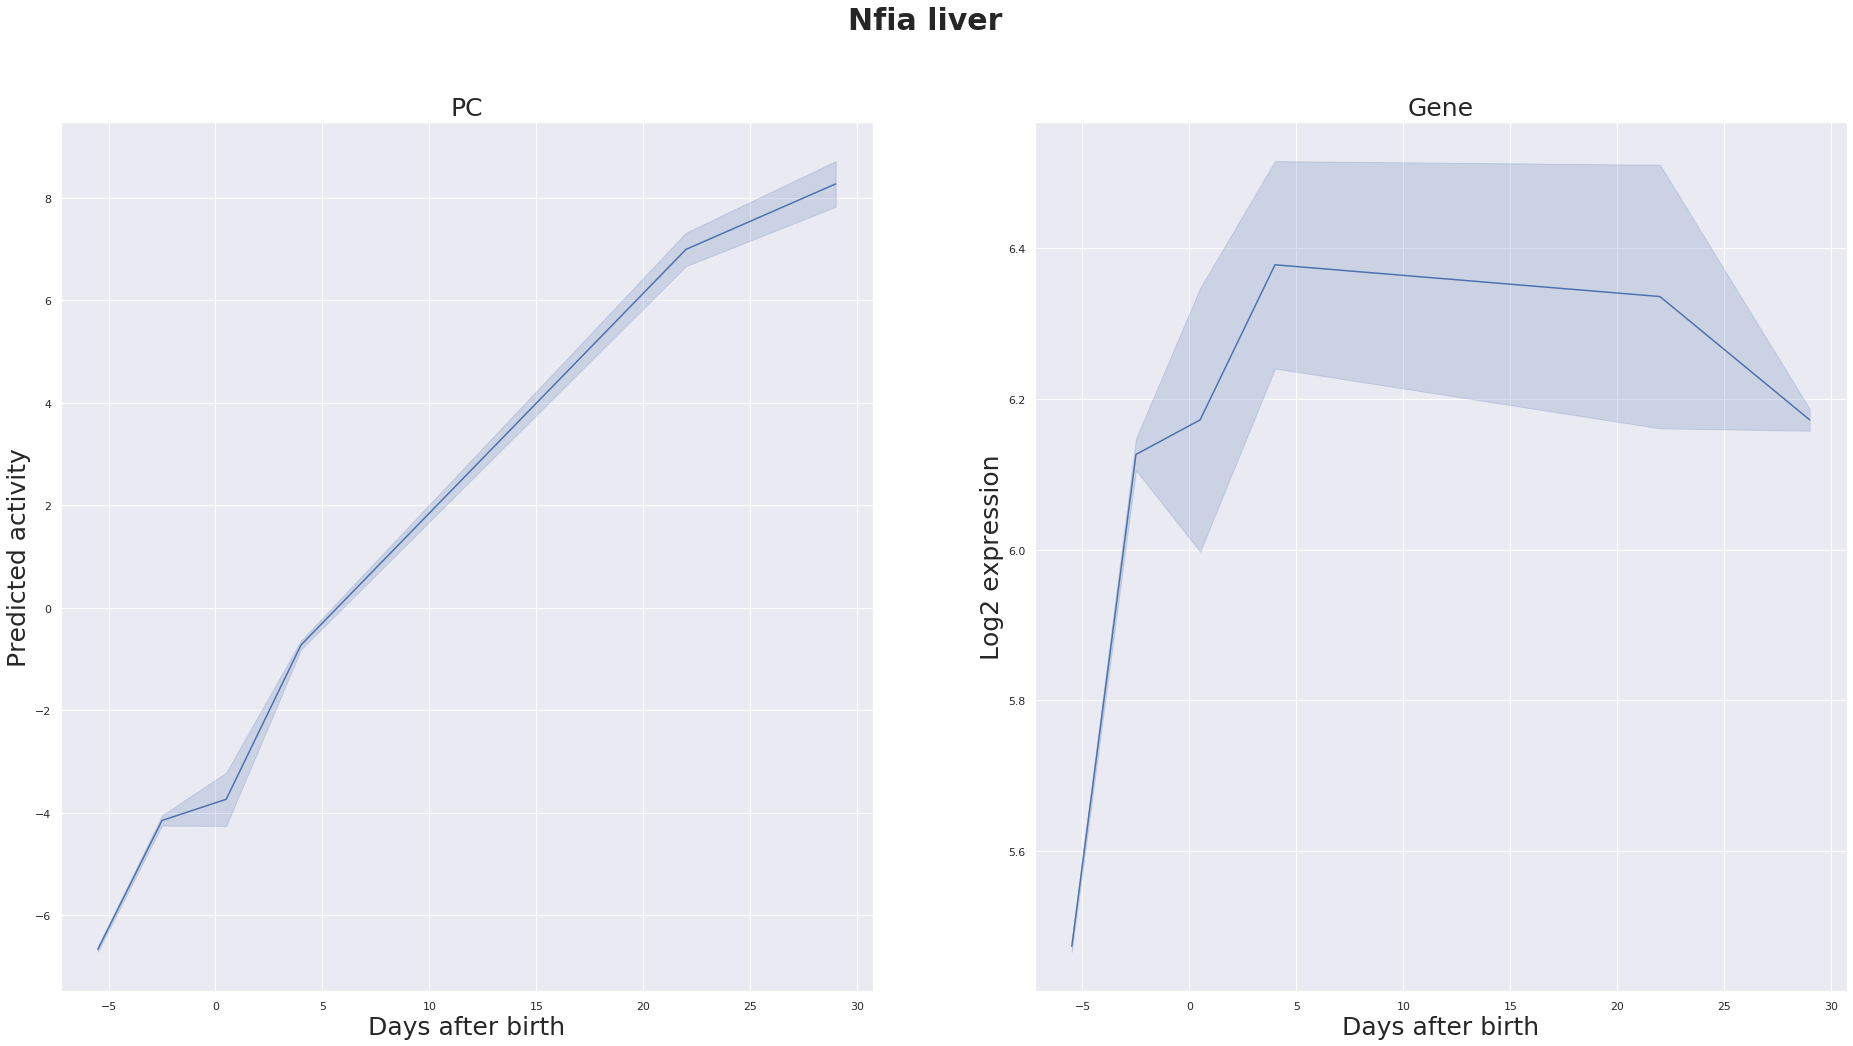 Nfia liver
PC
Predicted activity
8
6
4
2
0
−2
−4
−6
−5 0 5 10 15 20 25 30
Days after birth
Gene
Log2 expression
6.4
6.2
6.0
5.8
5.6
−5 0 5 10 15 20 25 30
Days after birth